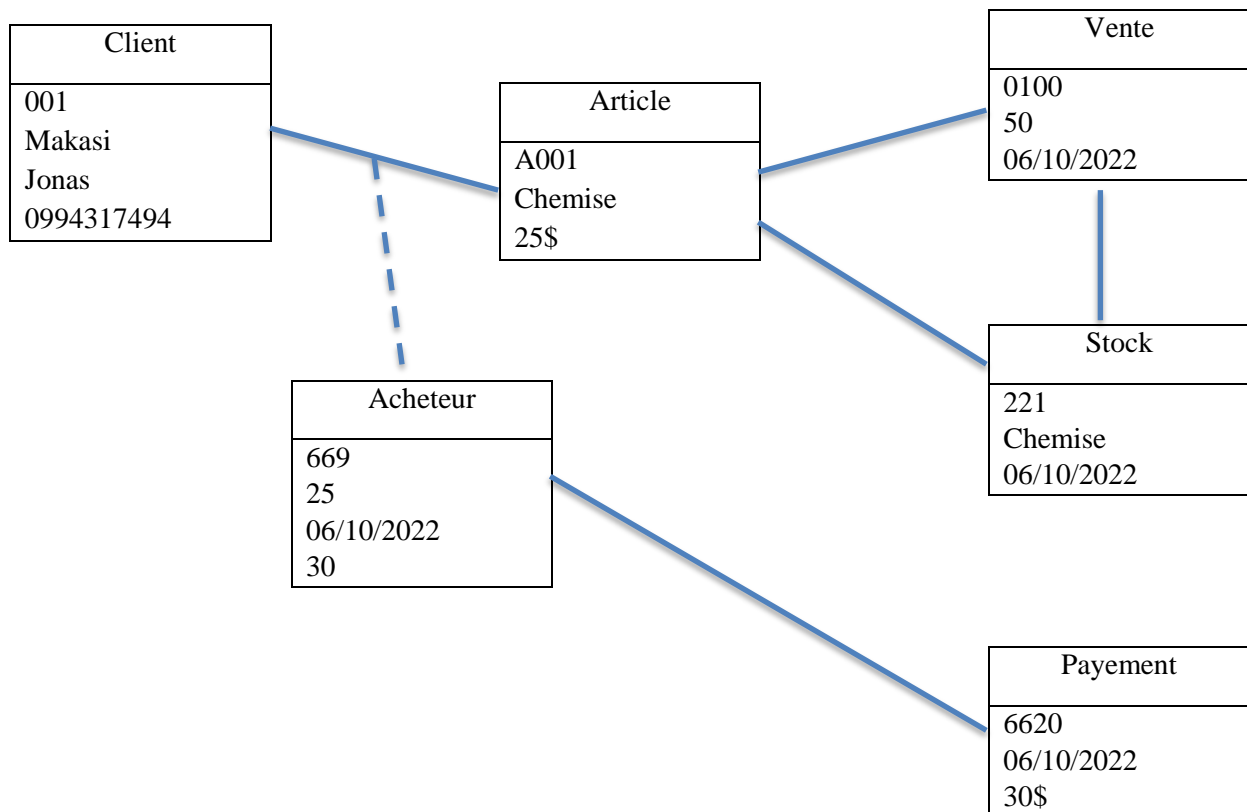 Client
001
Makasi
Jonas
0994317494
Article
A001
Chemise
25$
Vente
0100
50
06/10/2022
Stock
221
Chemise
06/10/2022
Acheteur
669
25
06/10/2022
30
Payement
6620
06/10/2022
30$